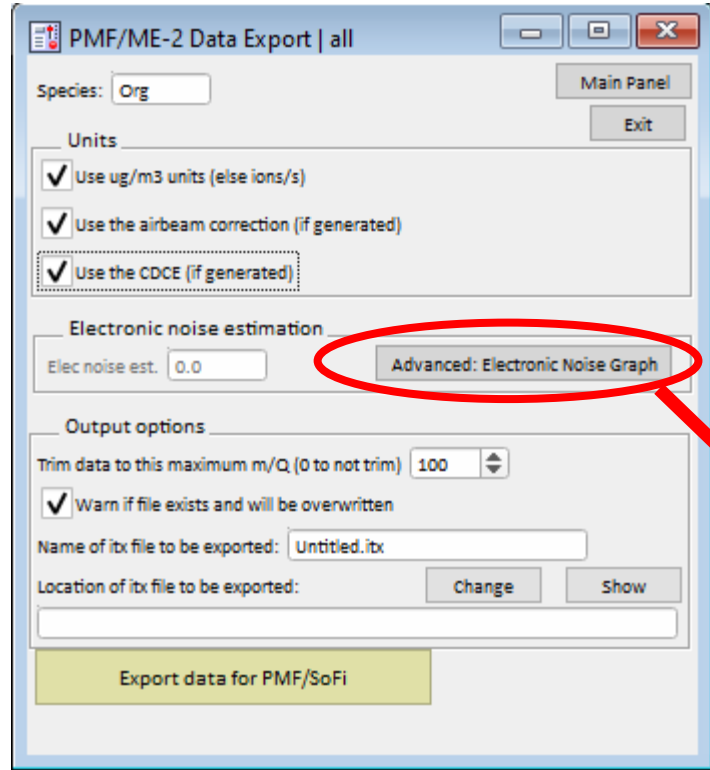 PMF/ME-2 Data Export | all
Species: Org
Main Panel
Exit
Units
Use ug/m3 units (else ions/s)
Use the airbeam correction (if generated)
Use the CDCE (if generated)
Electronic noise estimation
Elec noise est. 0.0
Advanced: Electronic Noise Graph
Output options
Trim data to this maximum m/Q (0 to not trim) 100
Warn if file exists and will be overwritten
Name of itx file to be exported: Untitled.itx
Location of itx file to be exported: Change Show
Export data for PMF/SoFi